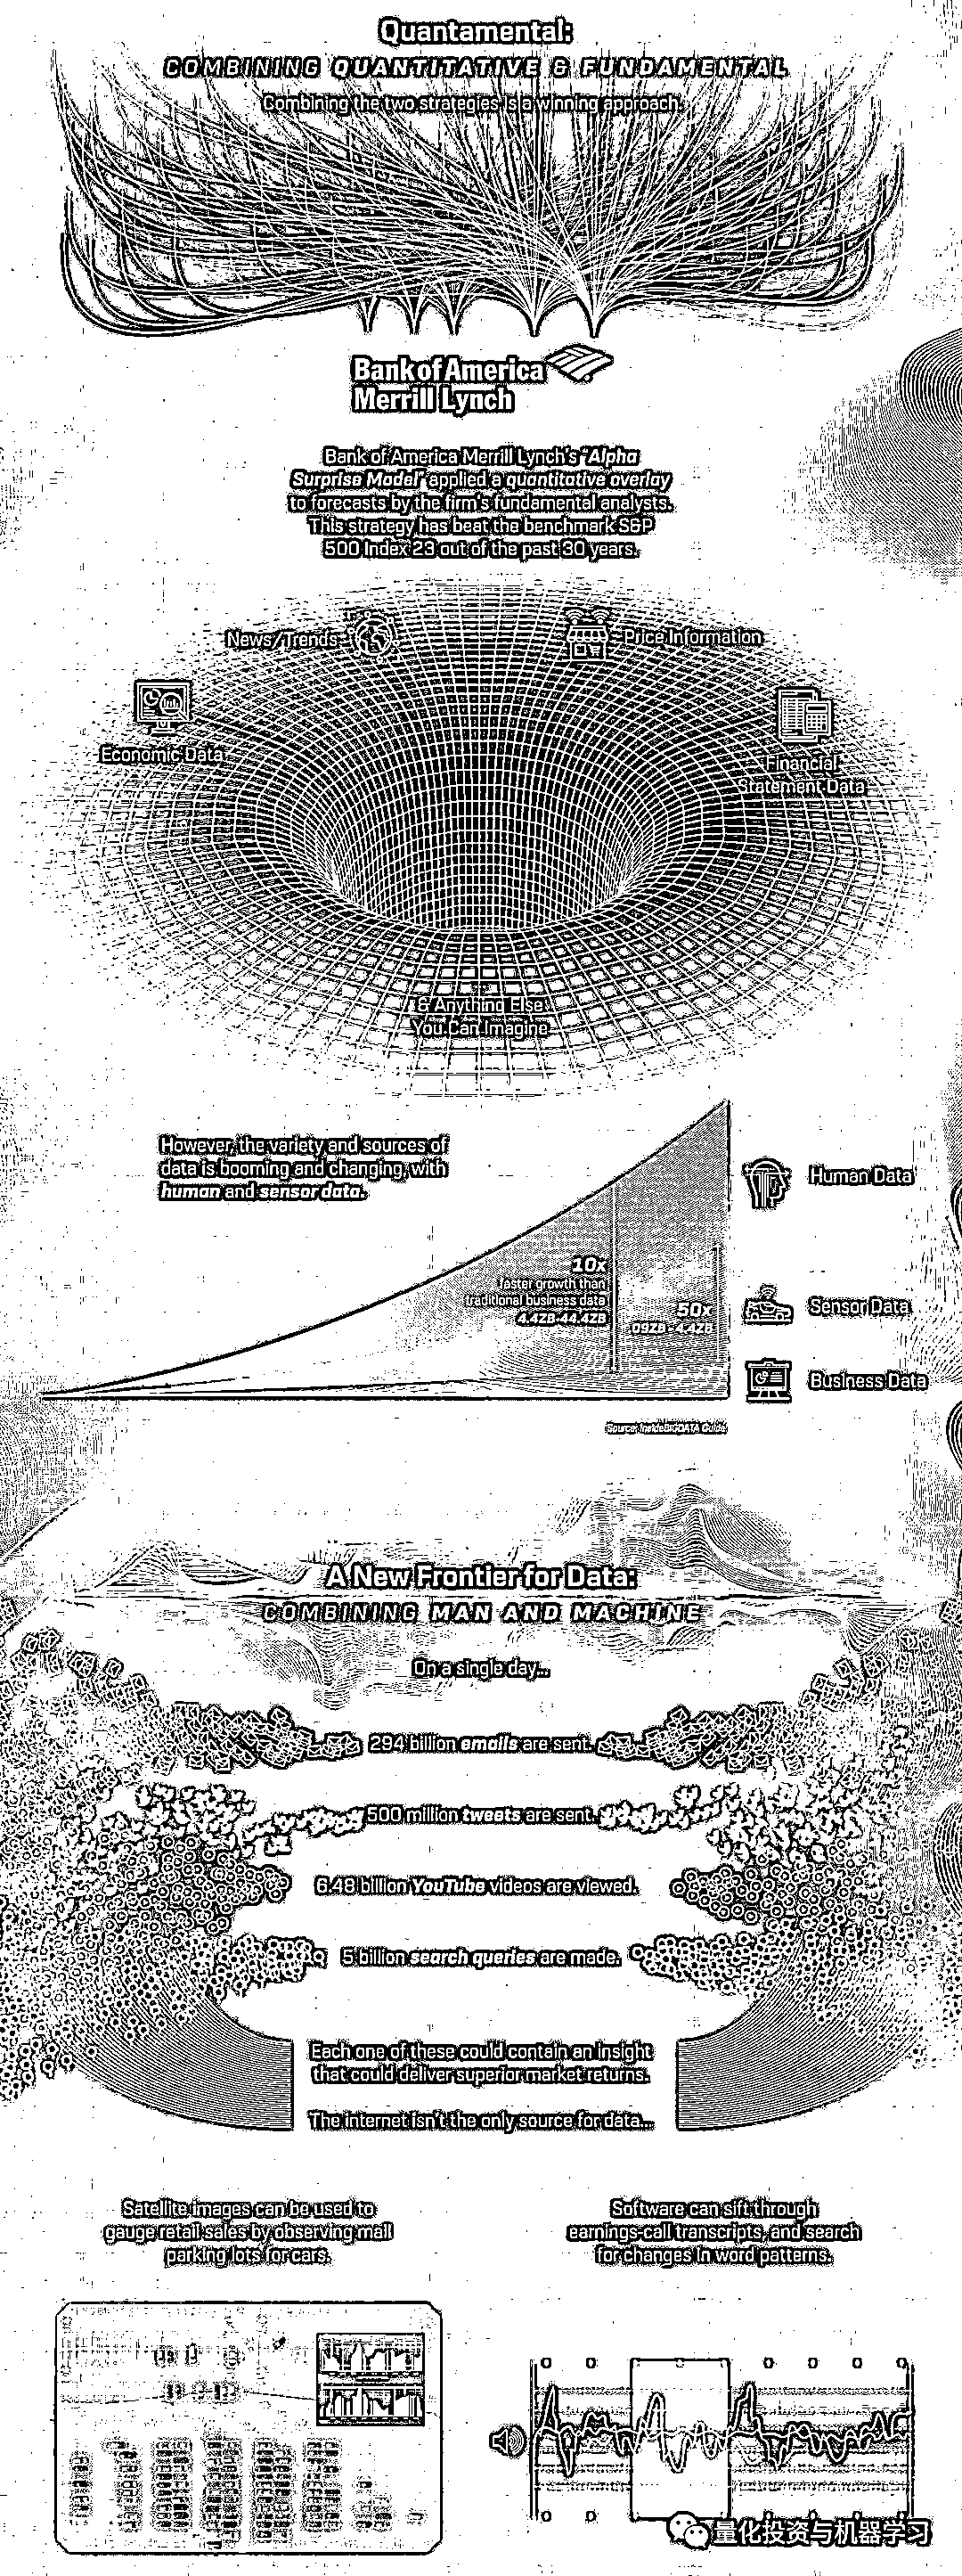 Quantamental:
COMBINING QUANTITATIVE & FUNDAMENTAL
Combining the two strategies is a winning approach.
Bank of America
Merrill Lynch
Bank of America Merrill Lynch's "Alpha
Surprise Model" applied a quantitative overlay
to forecasts by the firm's fundamental analysts.
This strategy has beat the benchmark S&P
500 Index 23 out of the past 30 years.
News/Trends
Price Information
Economic Data
Financial
Statement Data
& Anything Else
You Can Imagine
However, the variety and sources of
data is booming and changing, with
human and sensor data.
Human Data
10x
faster growth than
traditional business data
4.4ZB-44.4ZB
50x
.09ZB-4.4ZB
Sensor Data
Business Data
Source: insideBIGDATA Guide
A New Frontier for Data:
COMBINING MAN AND MACHINE
On a single day...
294 billion emails are sent.
500 million tweets are sent.
6.48 billion YouTube videos are viewed.
5 billion search queries are made.
Each one of these could contain an insight
that could deliver superior market returns.
The internet isn't the only source for data...
Satellite images can be used to
gauge retail sales by observing mall
parking lots for cars.
Software can sift through
earnings-call transcripts, and search
for changes in word patterns.
量化投资与机器学习